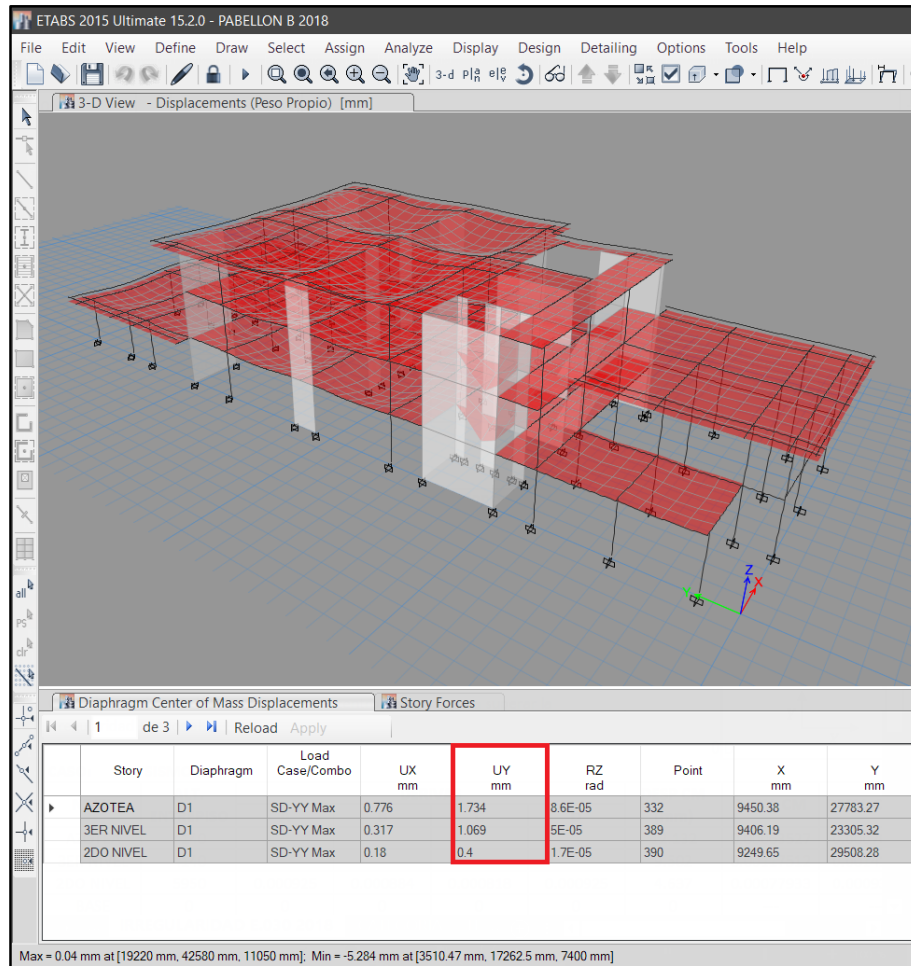 ETABS 2015 Ultimate 15.2.0 - PABELLON B 2018
File Edit View Define Draw Select Assign Analyze Display Design Detailing Options Tools Help
3-d
3-D View - Displacements (Peso Propio) [mm]
all
PS
clr
Z
X
Y
Diaphragm Center of Mass Displacements Story Forces
1 de 3 Reload Apply
Story Diaphragm Load Case/Combo UX mm UY mm RZ rad Point X mm Y mm
AZOTEA D1 SD-YY Max 0.776 1.734 8.6E-05 332 9450.38 27783.27
3ER NIVEL D1 SD-YY Max 0.317 1.069 5E-05 389 9406.19 23305.32
2DO NIVEL D1 SD-YY Max 0.18 0.4 1.7E-05 390 9249.65 29508.28
Max = 0.04 mm at [19220 mm, 42580 mm, 11050 mm]; Min = -5.284 mm at [3510.47 mm, 17262.5 mm, 7400 mm]